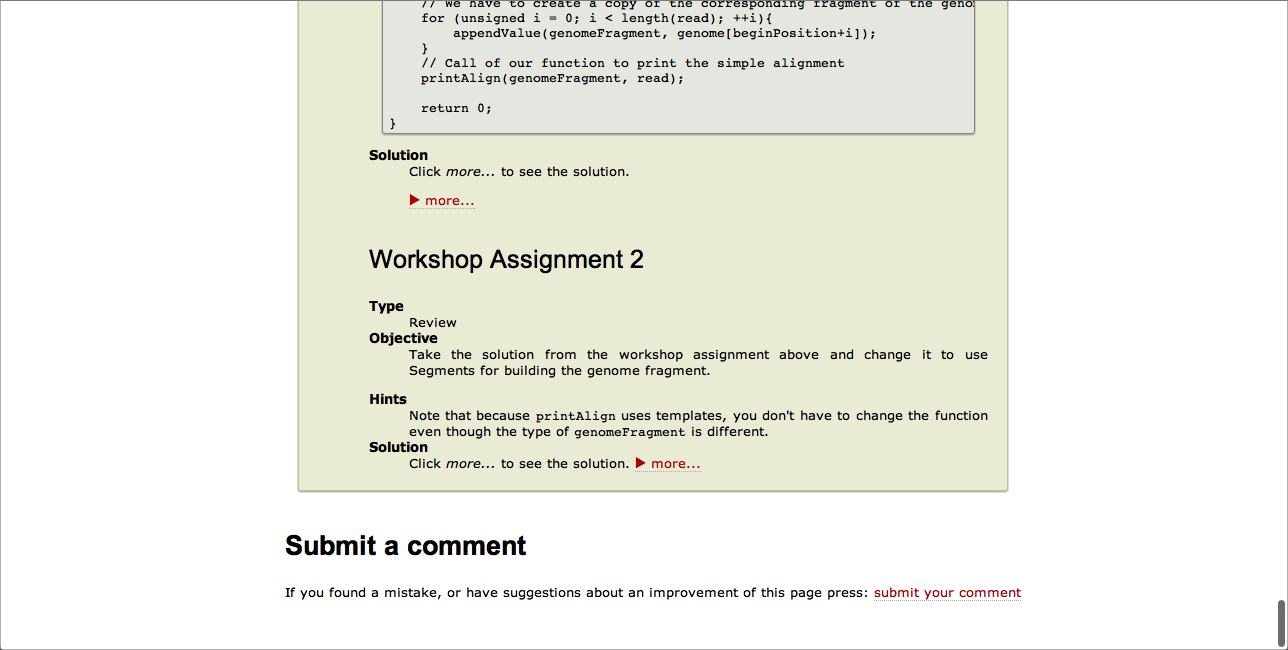 // We have to create a copy of the corresponding fragment of the geno
for (unsigned i = 0; i < length(read); ++i){
appendValue(genomeFragment, genome[beginPosition+i]);
}
// Call of our function to print the simple alignment
printAlign(genomeFragment, read);
return 0;
}
Solution
Click more... to see the solution.
▶ more...
Workshop Assignment 2
Type
Review
Objective
Take the solution from the workshop assignment above and change it to use
Segments for building the genome fragment.
Hints
Note that because printAlign uses templates, you don't have to change the function
even though the type of genomeFragment is different.
Solution
Click more... to see the solution. ▶ more...
Submit a comment
If you found a mistake, or have suggestions about an improvement of this page press: submit your comment